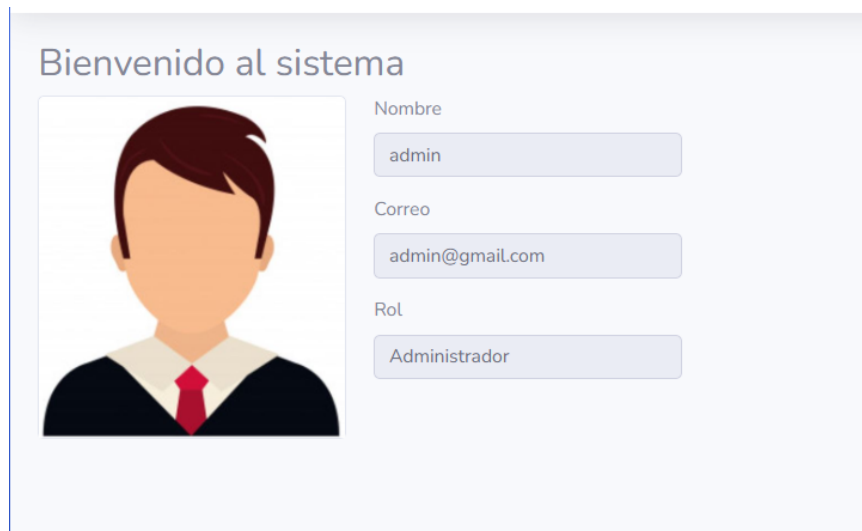 Bienvenido al sistema
Nombre
admin
Correo
admin@gmail.com
Rol
Administrador